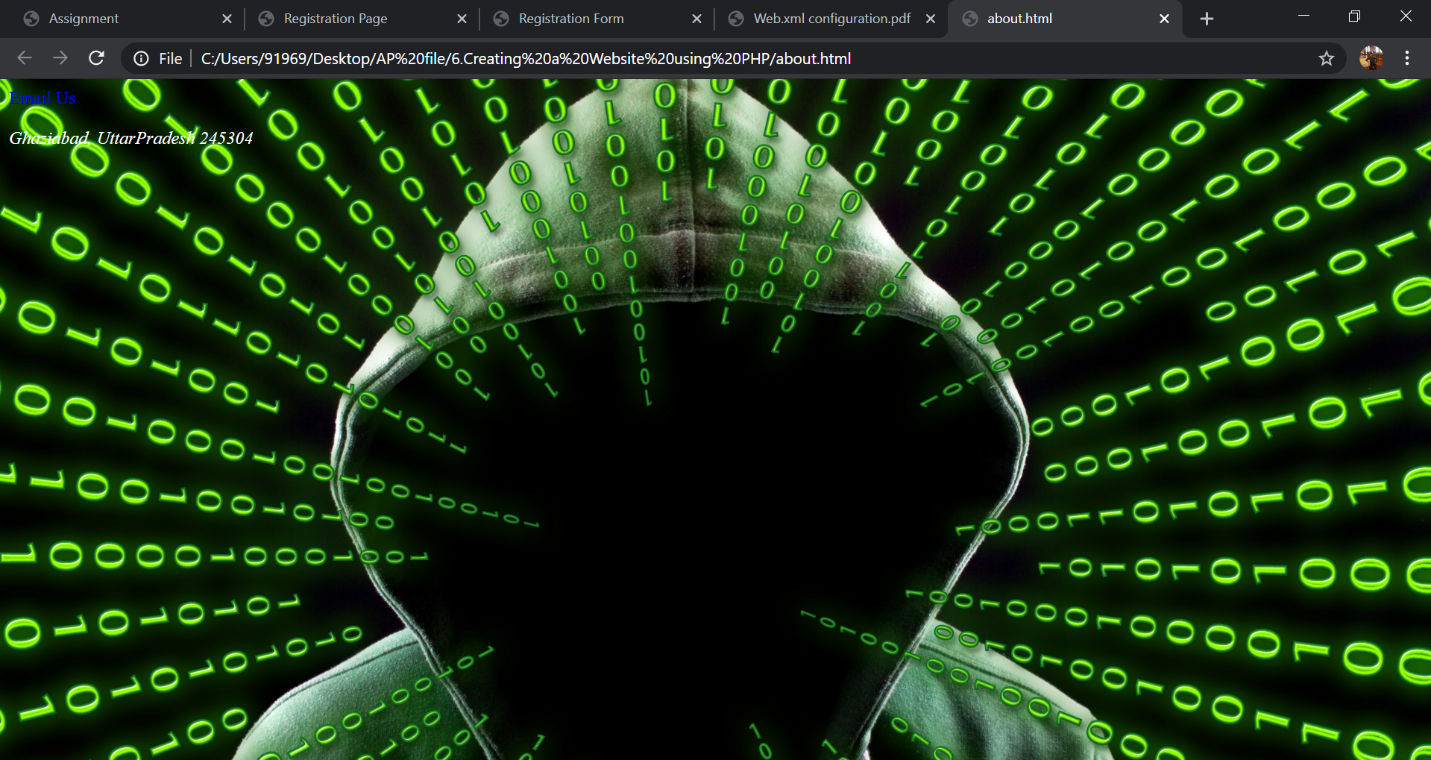 Assignment
Registration Page
Registration Form
Web.xml configuration.pdf
about.html
File
C:/Users/91969/Desktop/AP%20file/6.Creating%20a%20Website%20using%20PHP/about.html
Email Us
Ghaziabad, UttarPradesh 245304